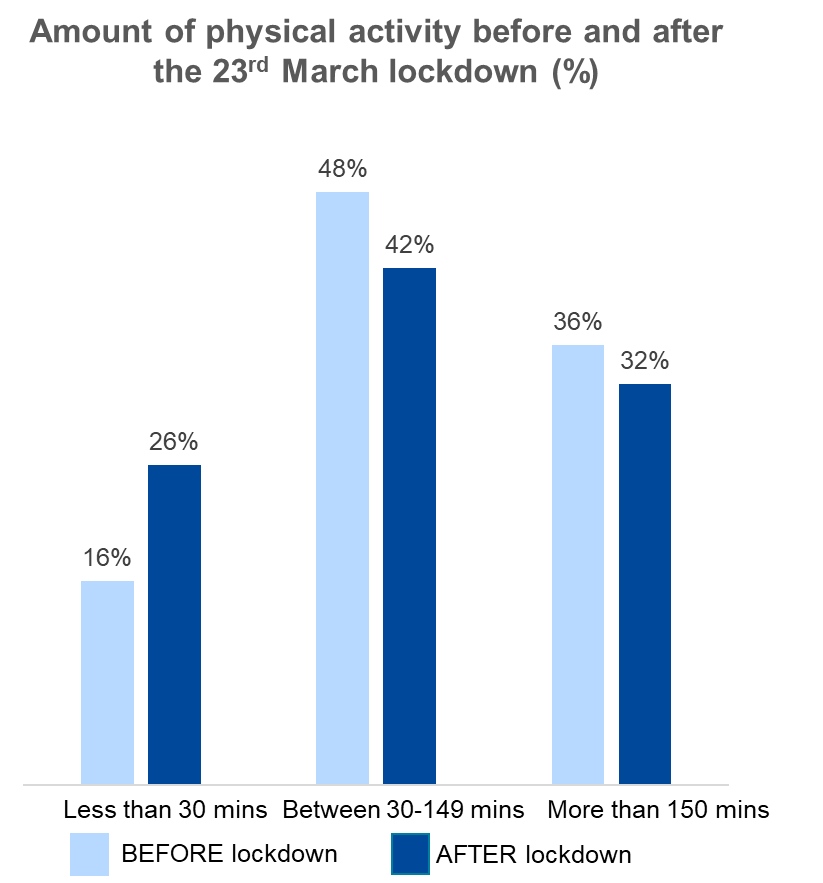 Amount of physical activity before and after
the 23rd March lockdown (%)
48%
42%
36%
32%
26%
16%
Less than 30 mins Between 30-149 mins More than 150 mins
BEFORE lockdown AFTER lockdown